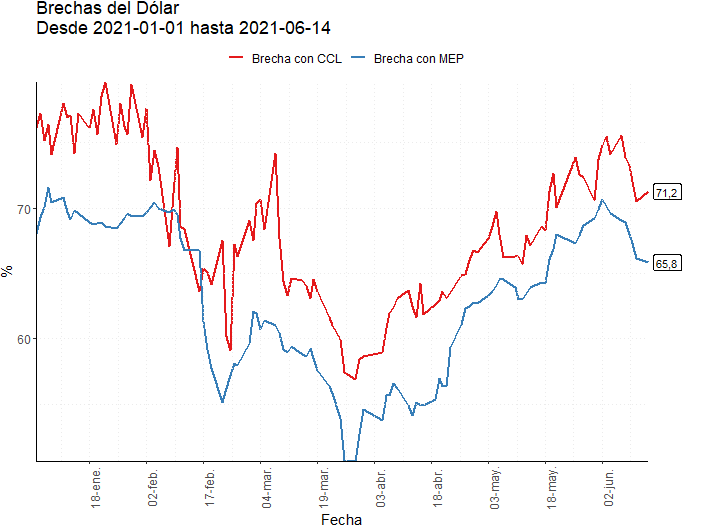 Brechas del Dólar
Desde 2021-01-01 hasta 2021-06-14
Brecha con CCL Brecha con MEP
%
70
60
71,2
65,8
18-ene. 02-feb. 17-feb. 04-mar. 19-mar. 03-abr. 18-abr. 03-may. 18-may. 02-jun.
Fecha